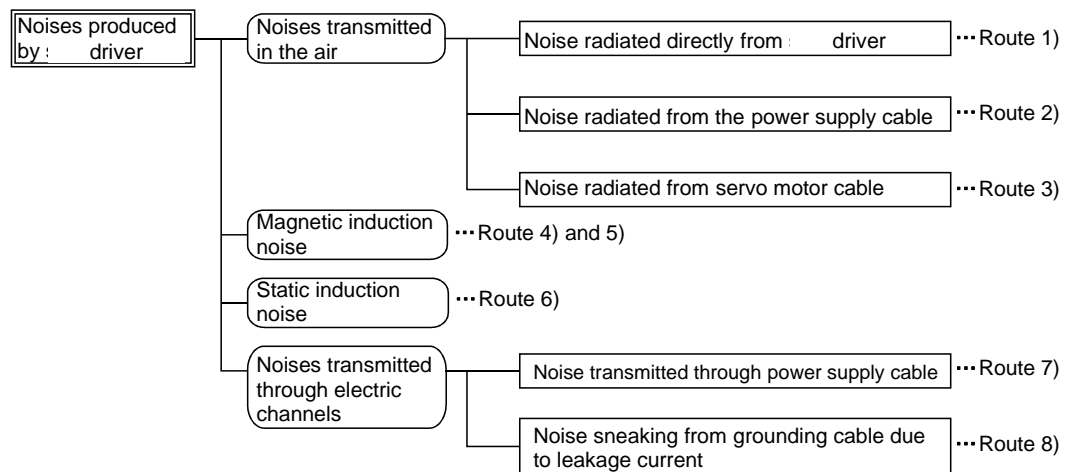 Noises produced
by driver
Noises transmitted
in the air
Noise radiated directly from driver
Route 1)
Noise radiated from the power supply cable
Route 2)
Noise radiated from servo motor cable
Route 3)
Magnetic induction
noise
Route 4) and 5)
Static induction
noise
Route 6)
Noises transmitted
through electric
channels
Noise transmitted through power supply cable
Route 7)
Noise sneaking from grounding cable due
to leakage current
Route 8)